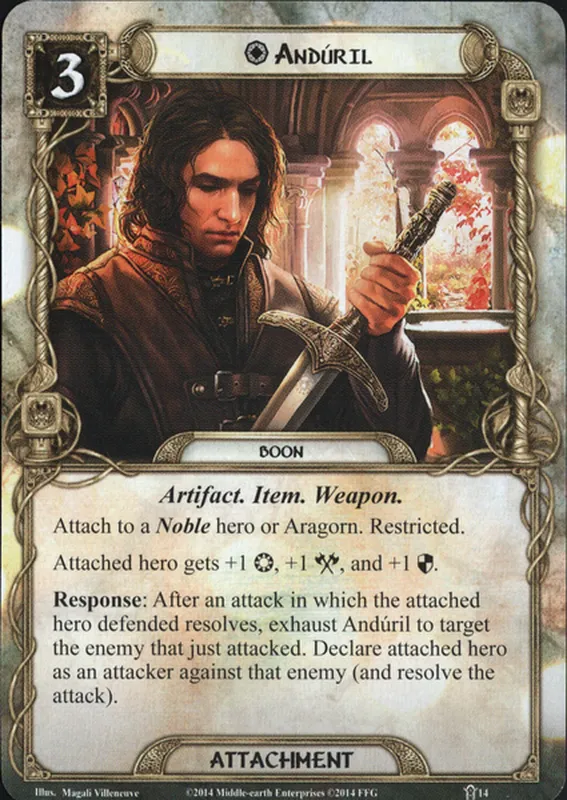 3
ANDÚRIL
BOON
Artifact. Item. Weapon.
Attach to a Noble hero or Aragorn. Restricted.
Attached hero gets +1 , +1 , and +1 .
Response: After an attack in which the attached
hero defended resolves, exhaust Andúril to target
the enemy that just attacked. Declare attached hero
as an attacker against that enemy (and resolve the
attack).
ATTACHMENT
Illus. Magali Villeneuve ©2014 Middle-earth Enterprises ©2014 FFG 14